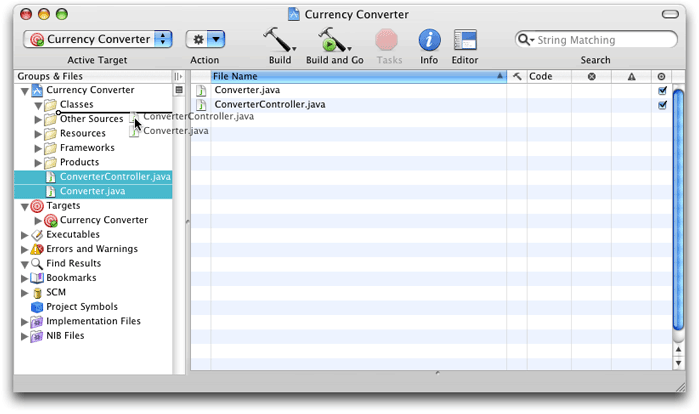 Currency Converter
Currency Converter
String Matching
Active Target
Action
Build
Build and Go
Tasks
Info
Editor
Search
Groups & Files
File Name
Code
Currency Converter
Classes
Other Sources
Resources
Frameworks
Products
ConverterController.java
Converter.java
Targets
Currency Converter
Executables
Errors and Warnings
Find Results
Bookmarks
SCM
Project Symbols
Implementation Files
NIB Files
ConverterController.java
Converter.java
Converter.java
ConverterController.java